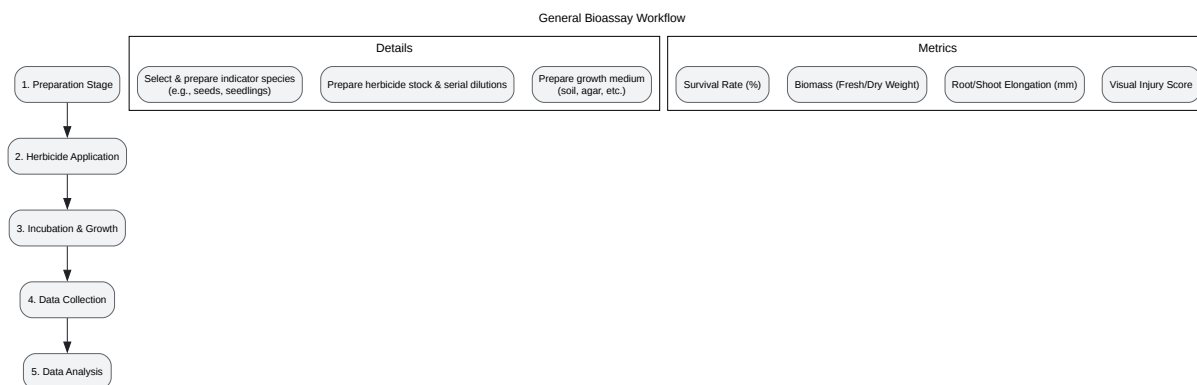 General Bioassay Workflow
Details
Metrics
1. Preparation Stage
Select & prepare indicator species
(e.g., seeds, seedlings)
Prepare herbicide stock & serial dilutions
Prepare growth medium
(soil, agar, etc.)
Survival Rate (%)
Biomass (Fresh/Dry Weight)
Root/Shoot Elongation (mm)
Visual Injury Score
2. Herbicide Application
3. Incubation & Growth
4. Data Collection
5. Data Analysis